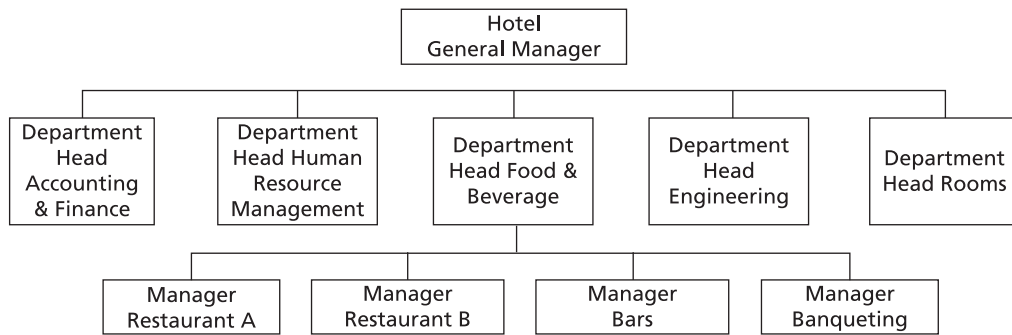 Hotel
General Manager
Department
Head
Accounting
& Finance
Department
Head Human
Resource
Management
Department
Head Food &
Beverage
Department
Head
Engineering
Department
Head Rooms
Manager
Restaurant A
Manager
Restaurant B
Manager
Bars
Manager
Banqueting